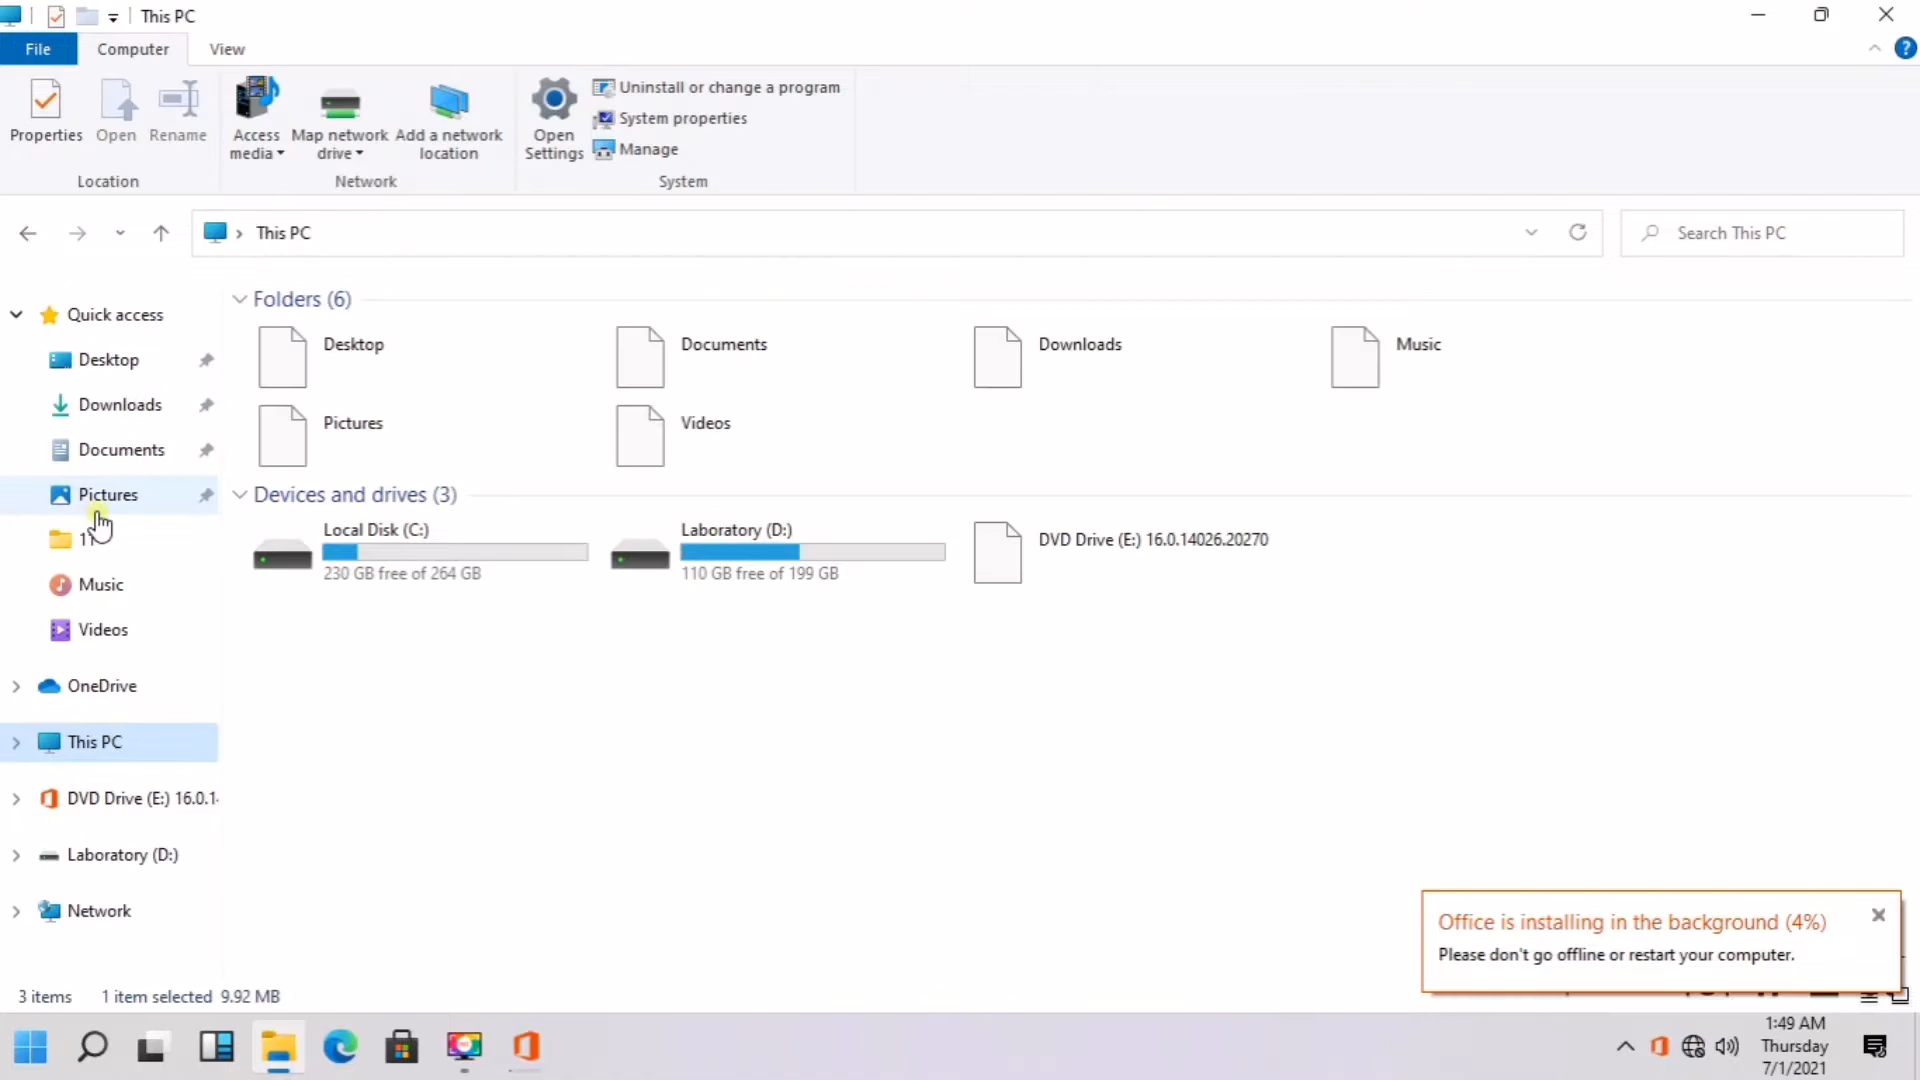 This PC
File
Computer
View
Properties
Open
Rename
Access
media
Map network
drive
Add a network
location
Open
Settings
Uninstall or change a program
System properties
Manage
Location
Network
System
This PC
Search This PC
Quick access
Desktop
Downloads
Documents
Pictures
Music
Videos
OneDrive
This PC
DVD Drive (E:) 16.0.1
Laboratory (D:)
Network
Folders (6)
Desktop
Documents
Downloads
Music
Pictures
Videos
Devices and drives (3)
Local Disk (C:)
230 GB free of 264 GB
Laboratory (D:)
110 GB free of 199 GB
DVD Drive (E:) 16.0.14026.20270
Office is installing in the background (4%)
Please don't go offline or restart your computer.
3 items
1 item selected 9.92 MB
1:49 AM
Thursday
7/1/2021